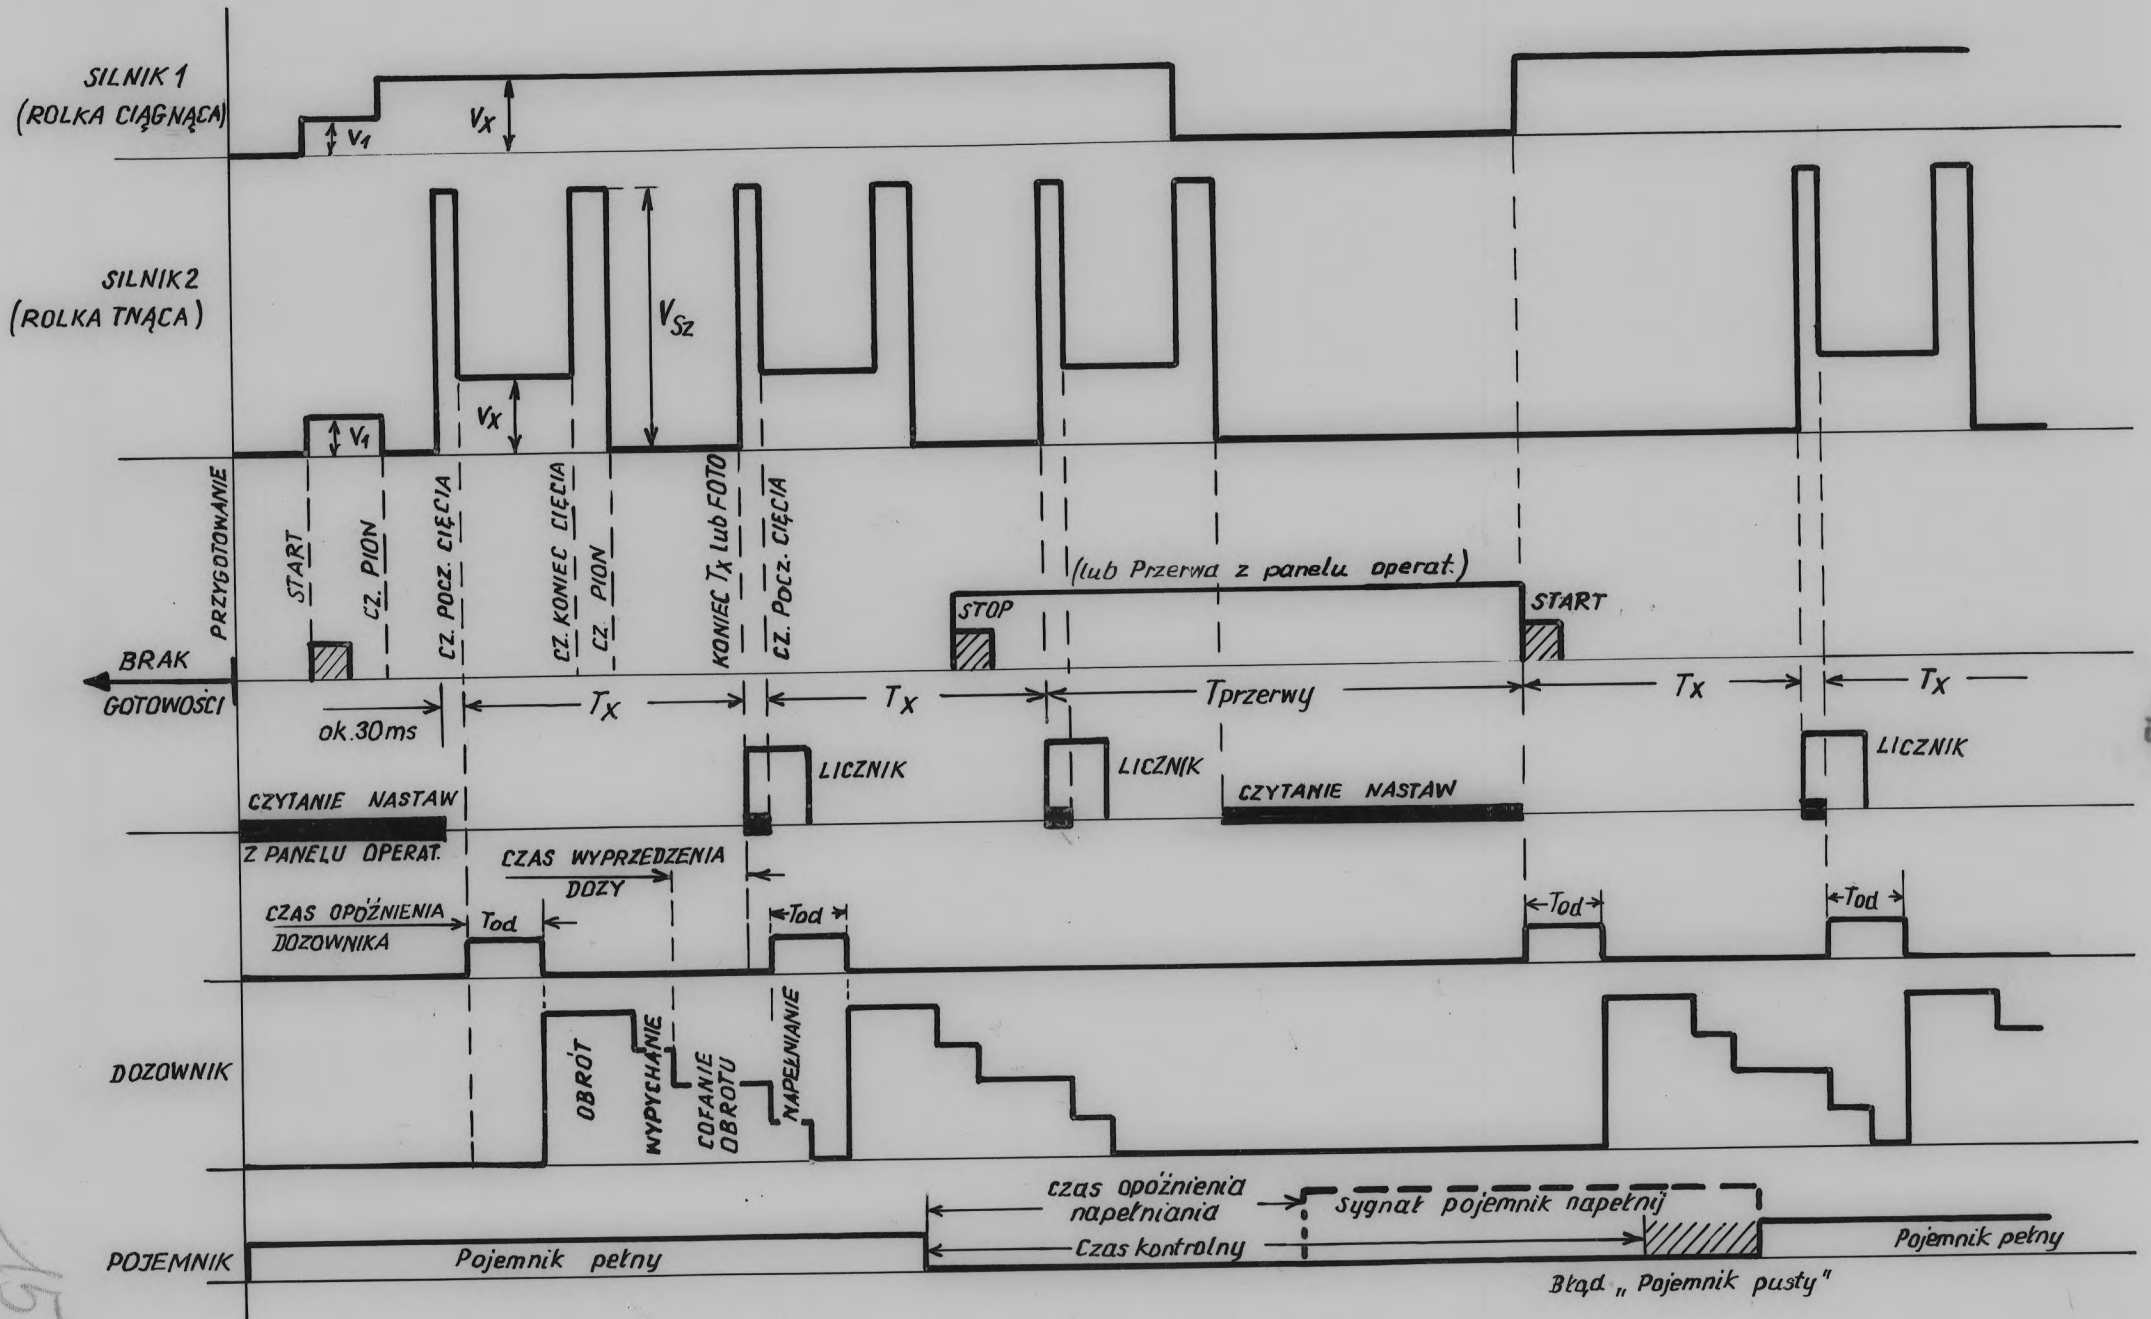 SILNIK 1
(ROLKA CIĄGNĄCA)
V1
VX
SILNIK 2
(ROLKA TNĄCA)
V1
VX
VSZ
PRZYGOTOWANIE
START
CZ. PION
CZ. POCZ. CIĘCIA
CZ. KONIEC CIĘCIA
CZ. PION
KONIEC TX lub FOTO
CZ. POCZ. CIĘCIA
(lub Przerwa z panelu operat.)
STOP
START
BRAK
GOTOWOŚCI
ok. 30 ms
TX
TX
Tprzerwy
TX
TX
LICZNIK
LICZNIK
LICZNIK
CZYTANIE NASTAW
Z PANELU OPERAT.
CZYTANIE NASTAW
CZAS WYPRZEDZENIA
DOZY
CZAS OPÓŹNIENIA
DOZOWNIKA
Tod
Tod
Tod
Tod
DOZOWNIK
OBRÓT
WYPYCHANIE
COFANIE
OBROTU
NAPEŁNIANIE
czas opóźnienia
napełniania
Sygnał pojemnik napełnij
POJEMNIK
Pojemnik pełny
Czas kontrolny
Pojemnik pełny
Błąd „Pojemnik pusty"
15